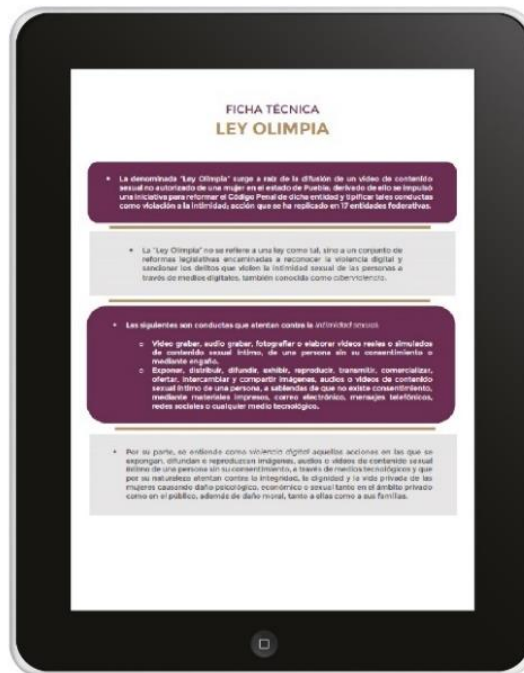 FICHA TÉCNICA
LEY OLIMPIA
• La denominada "Ley Olimpia" surge a raíz de la difusión de un video de contenido
sexual no autorizado de una mujer en el estado de Puebla; derivado de ello se impulsó
una iniciativa para reformar el Código Penal de dicha entidad y tipificar tales conductas
como violación a la intimidad; acción que se ha replicado en 17 entidades federativas.
• La "Ley Olimpia" no se refiere a una ley como tal, sino a un conjunto de
reformas legislativas encaminadas a reconocer la violencia digital y
sancionar los delitos que violen la intimidad sexual de las personas a
través de medios digitales, también conocida como ciberviolencia.
• Las siguientes son conductas que atentan contra la intimidad sexual:
o Video grabar, audio grabar, fotografiar o elaborar videos reales o simulados
de contenido sexual íntimo, de una persona sin su consentimiento o
mediante engaño.
o Exponer, distribuir, difundir, exhibir, reproducir, transmitir, comercializar,
ofertar, intercambiar y compartir imágenes, audios o videos de contenido
sexual íntimo de una persona, a sabiendas de que no existe consentimiento,
mediante materiales impresos, correo electrónico, mensajes telefónicos,
redes sociales o cualquier medio tecnológico.
• Por su parte, se entiende como violencia digital aquellas acciones en las que se
expongan, difundan o reproduzcan imágenes, audios o videos de contenido sexual
íntimo de una persona sin su consentimiento, a través de medios tecnológicos y que
por su naturaleza atentan contra la integridad, la dignidad y la vida privada de las
mujeres causando daño psicológico, económico o sexual tanto en el ámbito privado
como en el público, además de daño moral, tanto a ellas como a sus familias.